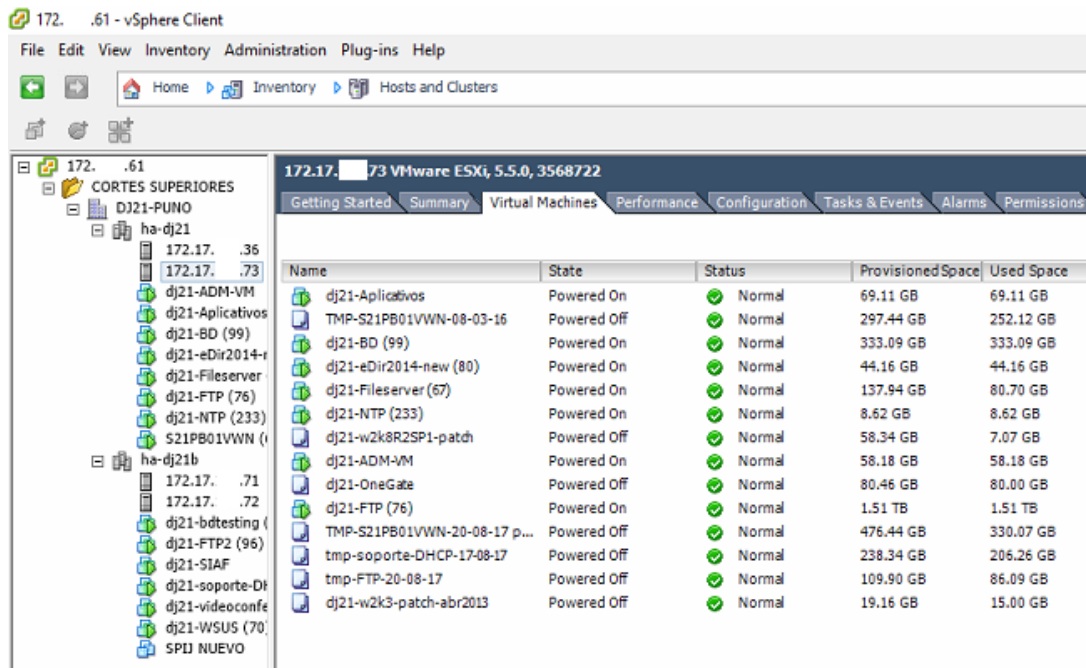 172. .61 - vSphere Client
File Edit View Inventory Administration Plug-ins Help
Home Inventory Hosts and Clusters
172. .61
CORTES SUPERIORES
DJ21-PUNO
ha-dj21
172.17. .36
172.17. .73
dj21-ADM-VM
dj21-Aplicativos
dj21-BD (99)
dj21-eDir2014-r
dj21-Fileserver
dj21-FTP (76)
dj21-NTP (233)
S21PB01VWN (
ha-dj21b
172.17. .71
172.17. .72
dj21-bdtesting (
dj21-FTP2 (96)
dj21-SIAF
dj21-soporte-DH
dj21-videoconfe
dj21-WSUS (70)
SPIJ NUEVO
172.17. .73 VMware ESXi, 5.5.0, 3568722
Getting Started Summary Virtual Machines Performance Configuration Tasks & Events Alarms Permissions
Name State Status Provisioned Space Used Space
dj21-Aplicativos Powered On Normal 69.11 GB 69.11 GB
TMP-S21PB01VWN-08-03-16 Powered Off Normal 297.44 GB 252.12 GB
dj21-BD (99) Powered On Normal 333.09 GB 333.09 GB
dj21-eDir2014-new (80) Powered On Normal 44.16 GB 44.16 GB
dj21-Fileserver (67) Powered On Normal 137.94 GB 80.70 GB
dj21-NTP (233) Powered On Normal 8.62 GB 8.62 GB
dj21-w2k8R2SP1-patch Powered Off Normal 58.34 GB 7.07 GB
dj21-ADM-VM Powered On Normal 58.18 GB 58.18 GB
dj21-OneGate Powered Off Normal 80.46 GB 80.00 GB
dj21-FTP (76) Powered On Normal 1.51 TB 1.51 TB
TMP-S21PB01VWN-20-08-17 p... Powered Off Normal 476.44 GB 330.07 GB
tmp-soporte-DHCP-17-08-17 Powered Off Normal 238.34 GB 206.26 GB
tmp-FTP-20-08-17 Powered Off Normal 109.90 GB 86.09 GB
dj21-w2k3-patch-abr2013 Powered Off Normal 19.16 GB 15.00 GB